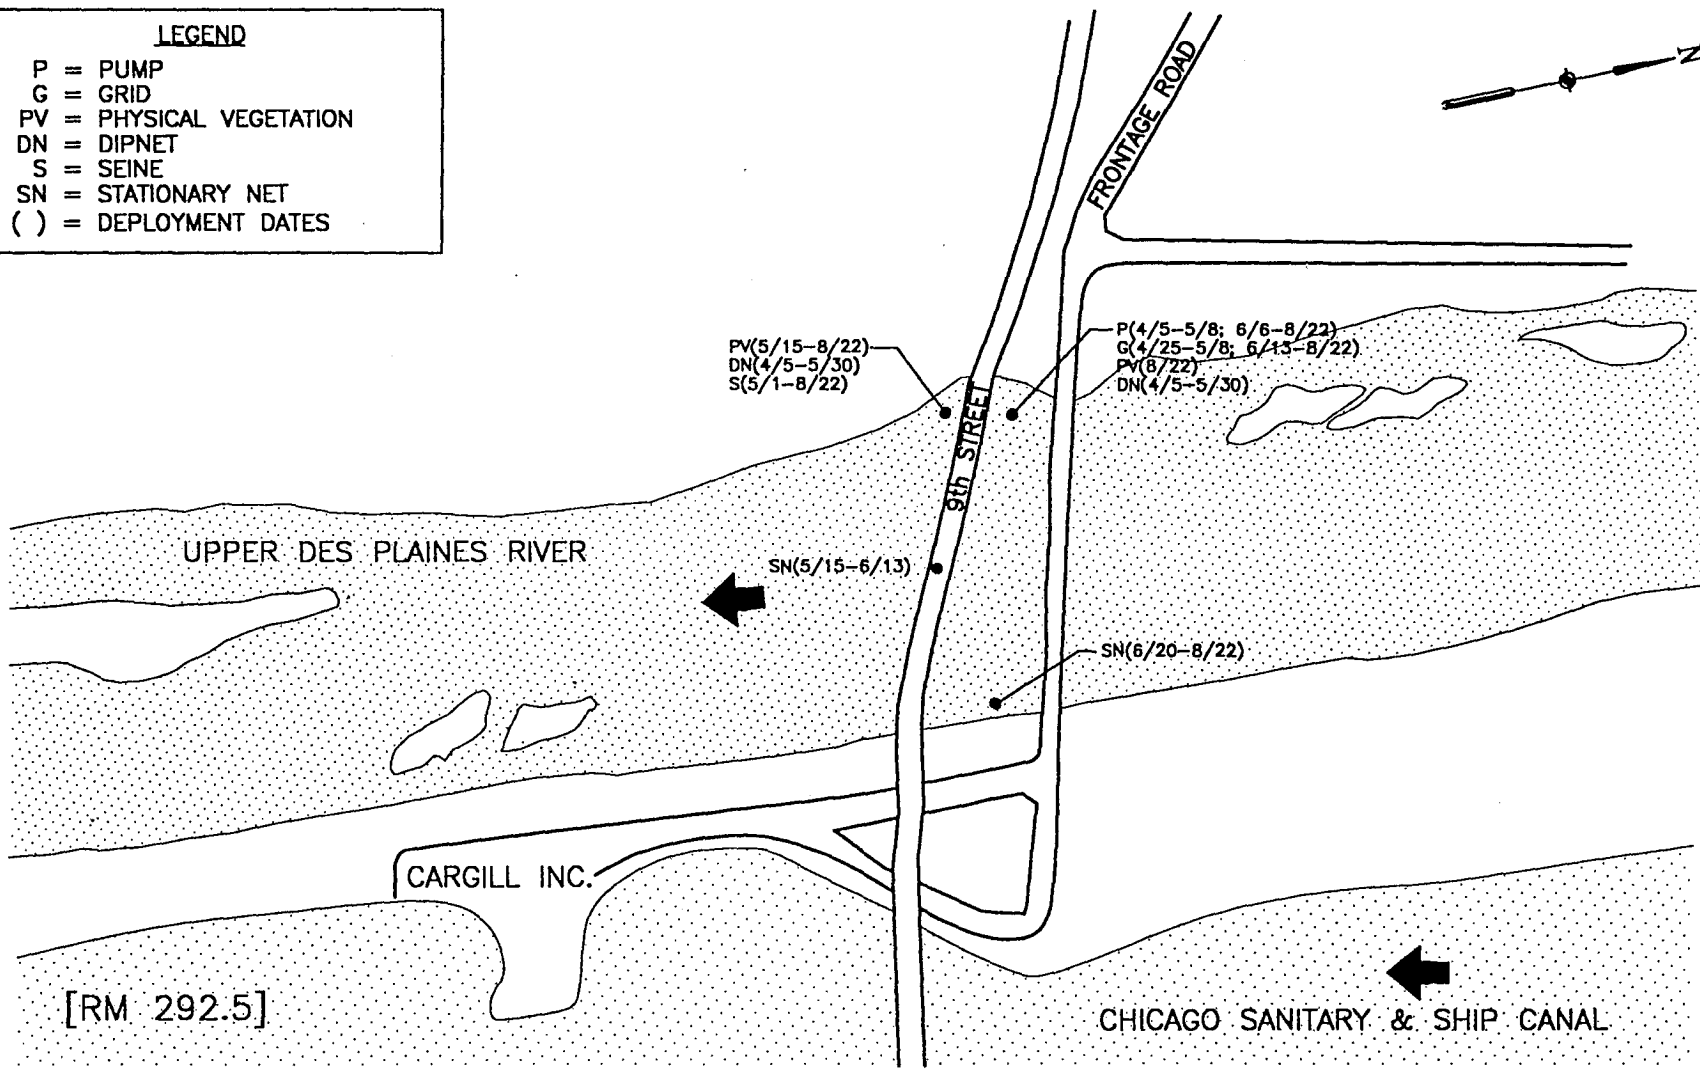 LEGEND
P = PUMP
G = GRID
PV = PHYSICAL VEGETATION
DN = DIPNET
S = SEINE
SN = STATIONARY NET
( ) = DEPLOYMENT DATES
N
FRONTAGE ROAD
PV(5/15-8/22)
DN(4/5-5/30)
S(5/1-8/22)
P(4/5-5/8; 6/6-8/22)
G(4/25-5/8; 6/13-8/22)
PV(8/22)
DN(4/5-5/30)
9th STREET
UPPER DES PLAINES RIVER
SN(5/15-6/13)
SN(6/20-8/22)
CARGILL INC.
[RM 292.5]
CHICAGO SANITARY & SHIP CANAL